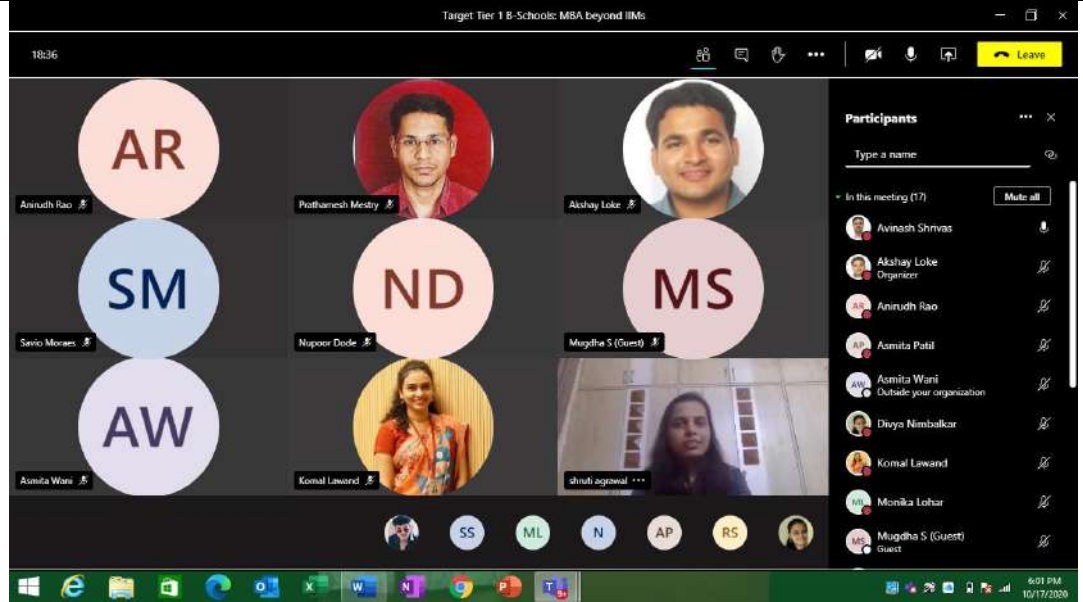 Target Tier 1 B-Schools: MBA beyond IIMs
18:36
Leave
AR
Anirudh Rao
Prathamesh Mestry
Akshay Loke
SM
Savio Moraes
ND
Nupoor Dode
MS
Mugdha S (Guest)
AW
Asmita Wani
Komal Lawand
shruti agrawal
SS
ML
N
AP
RS
Participants
Type a name
In this meeting (17)
Mute all
Avinash Shrivas
Akshay Loke
Organizer
AR
Anirudh Rao
AP
Asmita Patil
AW
Asmita Wani
Outside your organization
Divya Nimbalkar
Komal Lawand
ML
Monika Lohar
MS
Mugdha S (Guest)
Guest
6:01 PM
10/17/2020